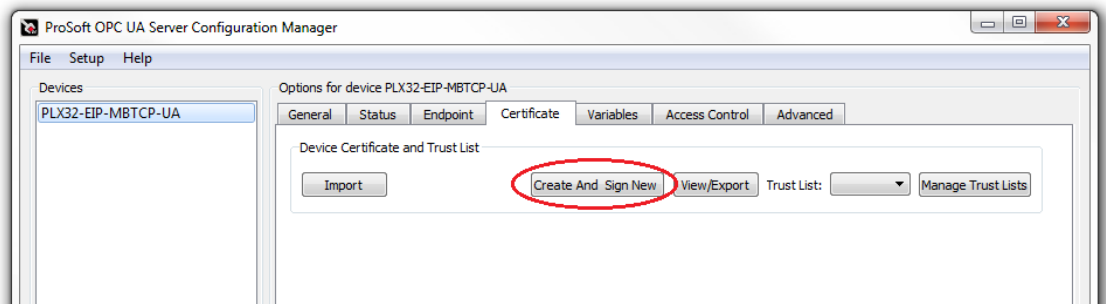 ProSoft OPC UA Server Configuration Manager
File Setup Help
Devices
PLX32-EIP-MBTCP-UA
Options for device PLX32-EIP-MBTCP-UA
General Status Endpoint Certificate Variables Access Control Advanced
Device Certificate and Trust List
Import Create And Sign New View/Export Trust List: Manage Trust Lists